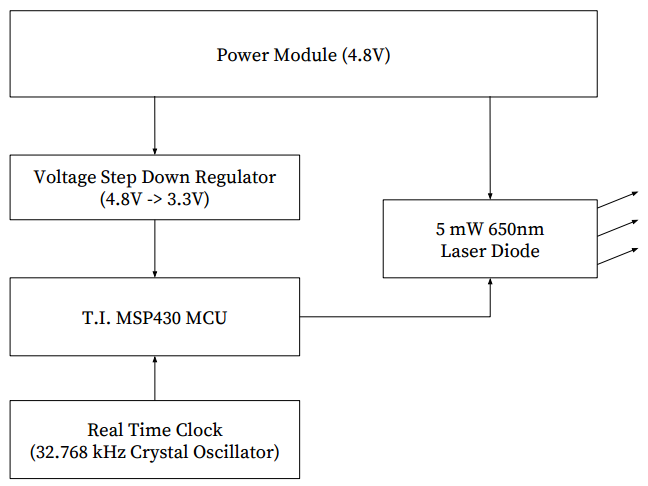 Power Module (4.8V)
Voltage Step Down Regulator
(4.8V -> 3.3V)
5 mW 650nm
Laser Diode
T.I. MSP430 MCU
Real Time Clock
(32.768 kHz Crystal Oscillator)